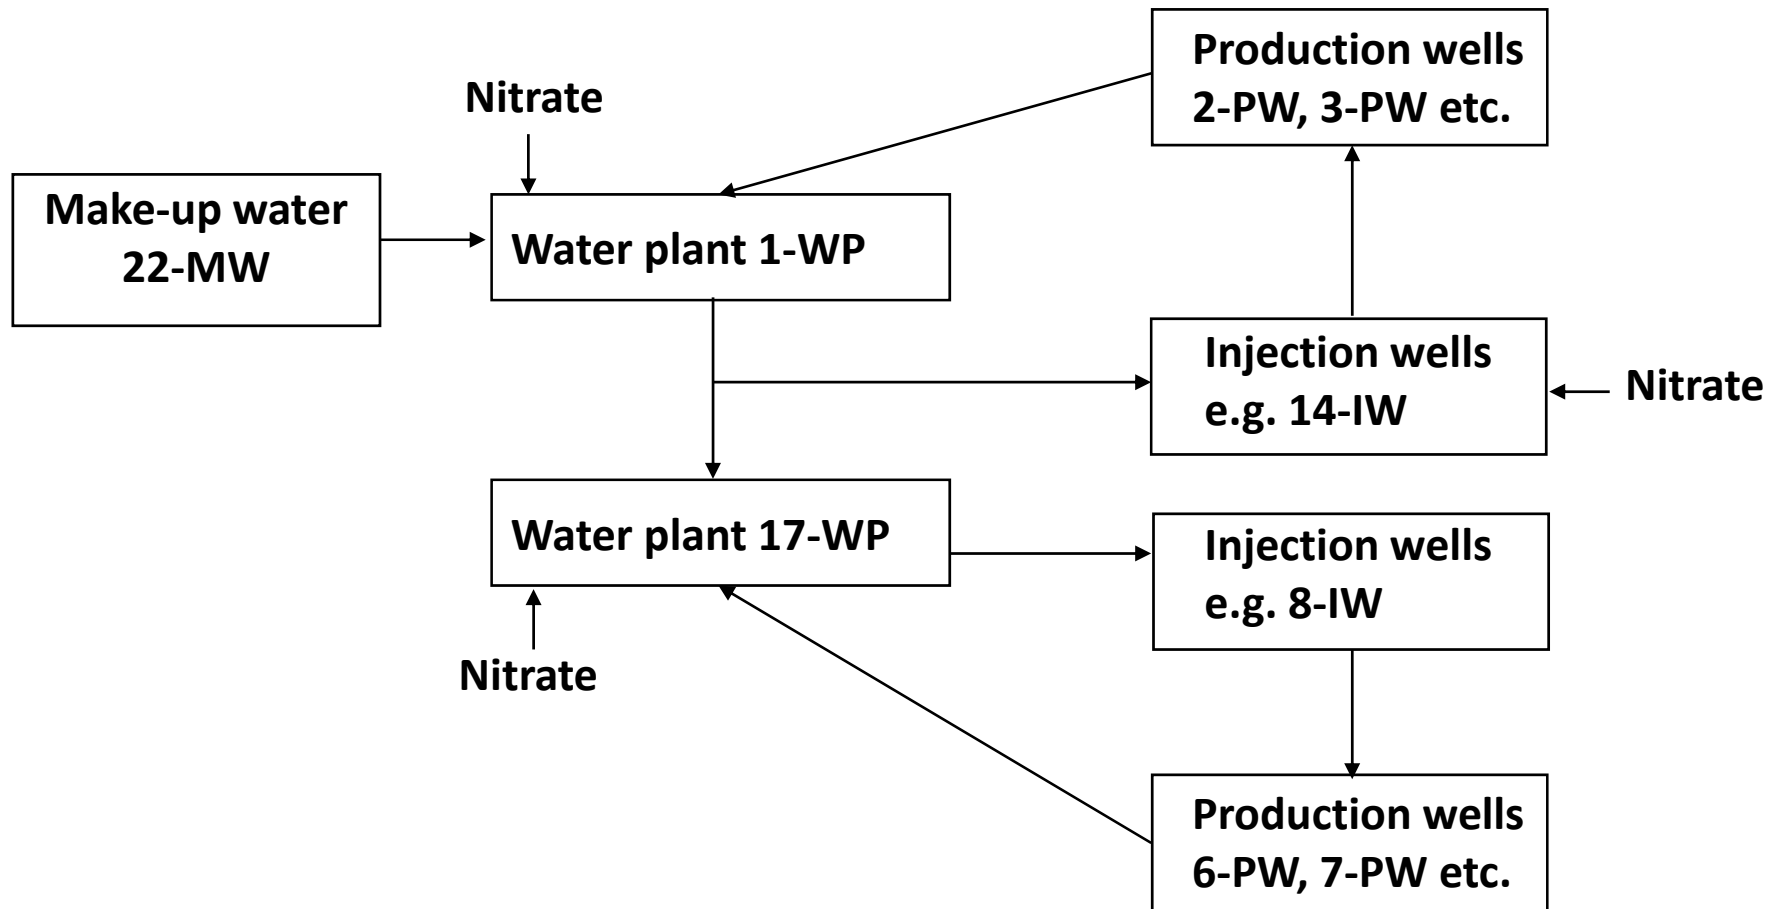 Production wells
2-PW, 3-PW etc.
Nitrate
Make-up water
22-MW
Water plant 1-WP
Injection wells
e.g. 14-IW
Nitrate
Water plant 17-WP
Injection wells
e.g. 8-IW
Nitrate
Production wells
6-PW, 7-PW etc.